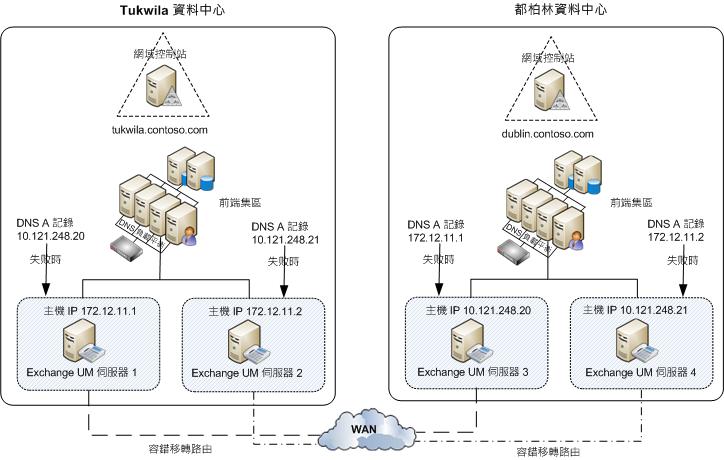 Tukwila 資料中心
網域控制站
tukwila.contoso.com
前端集區
DNS 負載平衡
DNS A 記錄
10.121.248.20
失敗時
DNS A 記錄
10.121.248.21
失敗時
主機 IP 172.12.11.1
Exchange UM 伺服器 1
主機 IP 172.12.11.2
Exchange UM 伺服器 2
都柏林資料中心
網域控制站
dublin.contoso.com
前端集區
DNS 負載平衡
DNS A 記錄
172.12.11.1
失敗時
DNS A 記錄
172.12.11.2
失敗時
主機 IP 10.121.248.20
Exchange UM 伺服器 3
主機 IP 10.121.248.21
Exchange UM 伺服器 4
WAN
容錯移轉路由
容錯移轉路由